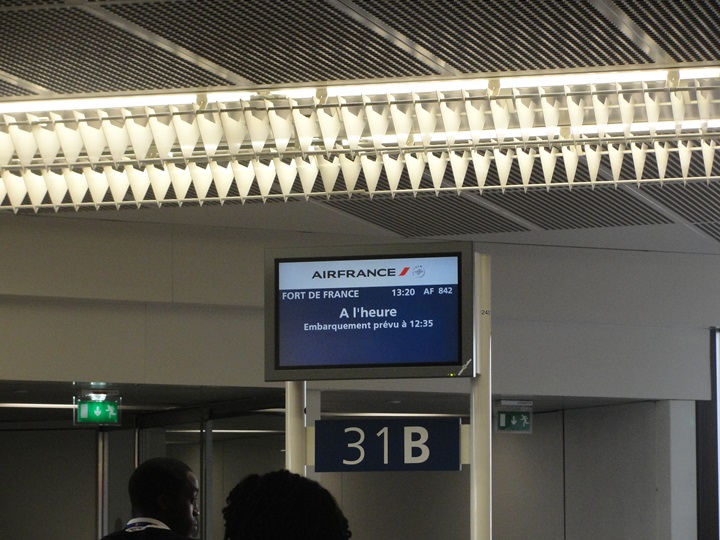 AIRFRANCE
FORT DE FRANCE 13:20 AF 842
A l'heure
Embarquement prévu à 12:35
31B